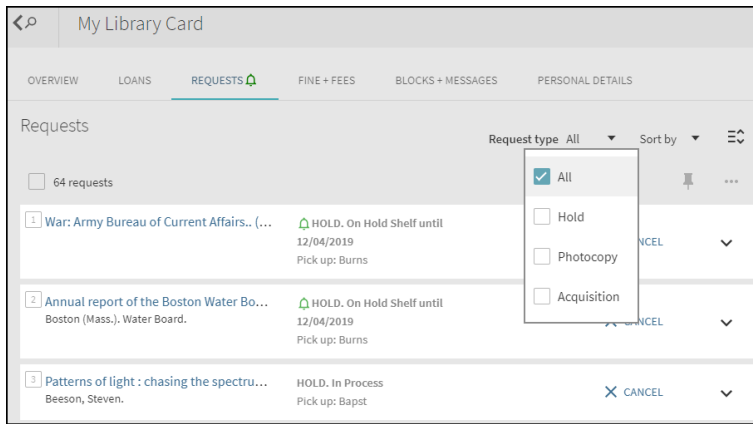 My Library Card
OVERVIEW LOANS REQUESTS FINE + FEES BLOCKS + MESSAGES PERSONAL DETAILS
Requests
Request type All Sort by
64 requests
All
Hold
Photocopy
Acquisition
1 War: Army Bureau of Current Affairs.. (...
HOLD. On Hold Shelf until
12/04/2019
Pick up: Burns
NCEL
2 Annual report of the Boston Water Bo...
Boston (Mass.). Water Board.
HOLD. On Hold Shelf until
12/04/2019
Pick up: Burns
CANCEL
3 Patterns of light : chasing the spectru...
Beeson, Steven.
HOLD. In Process
Pick up: Bapst
CANCEL